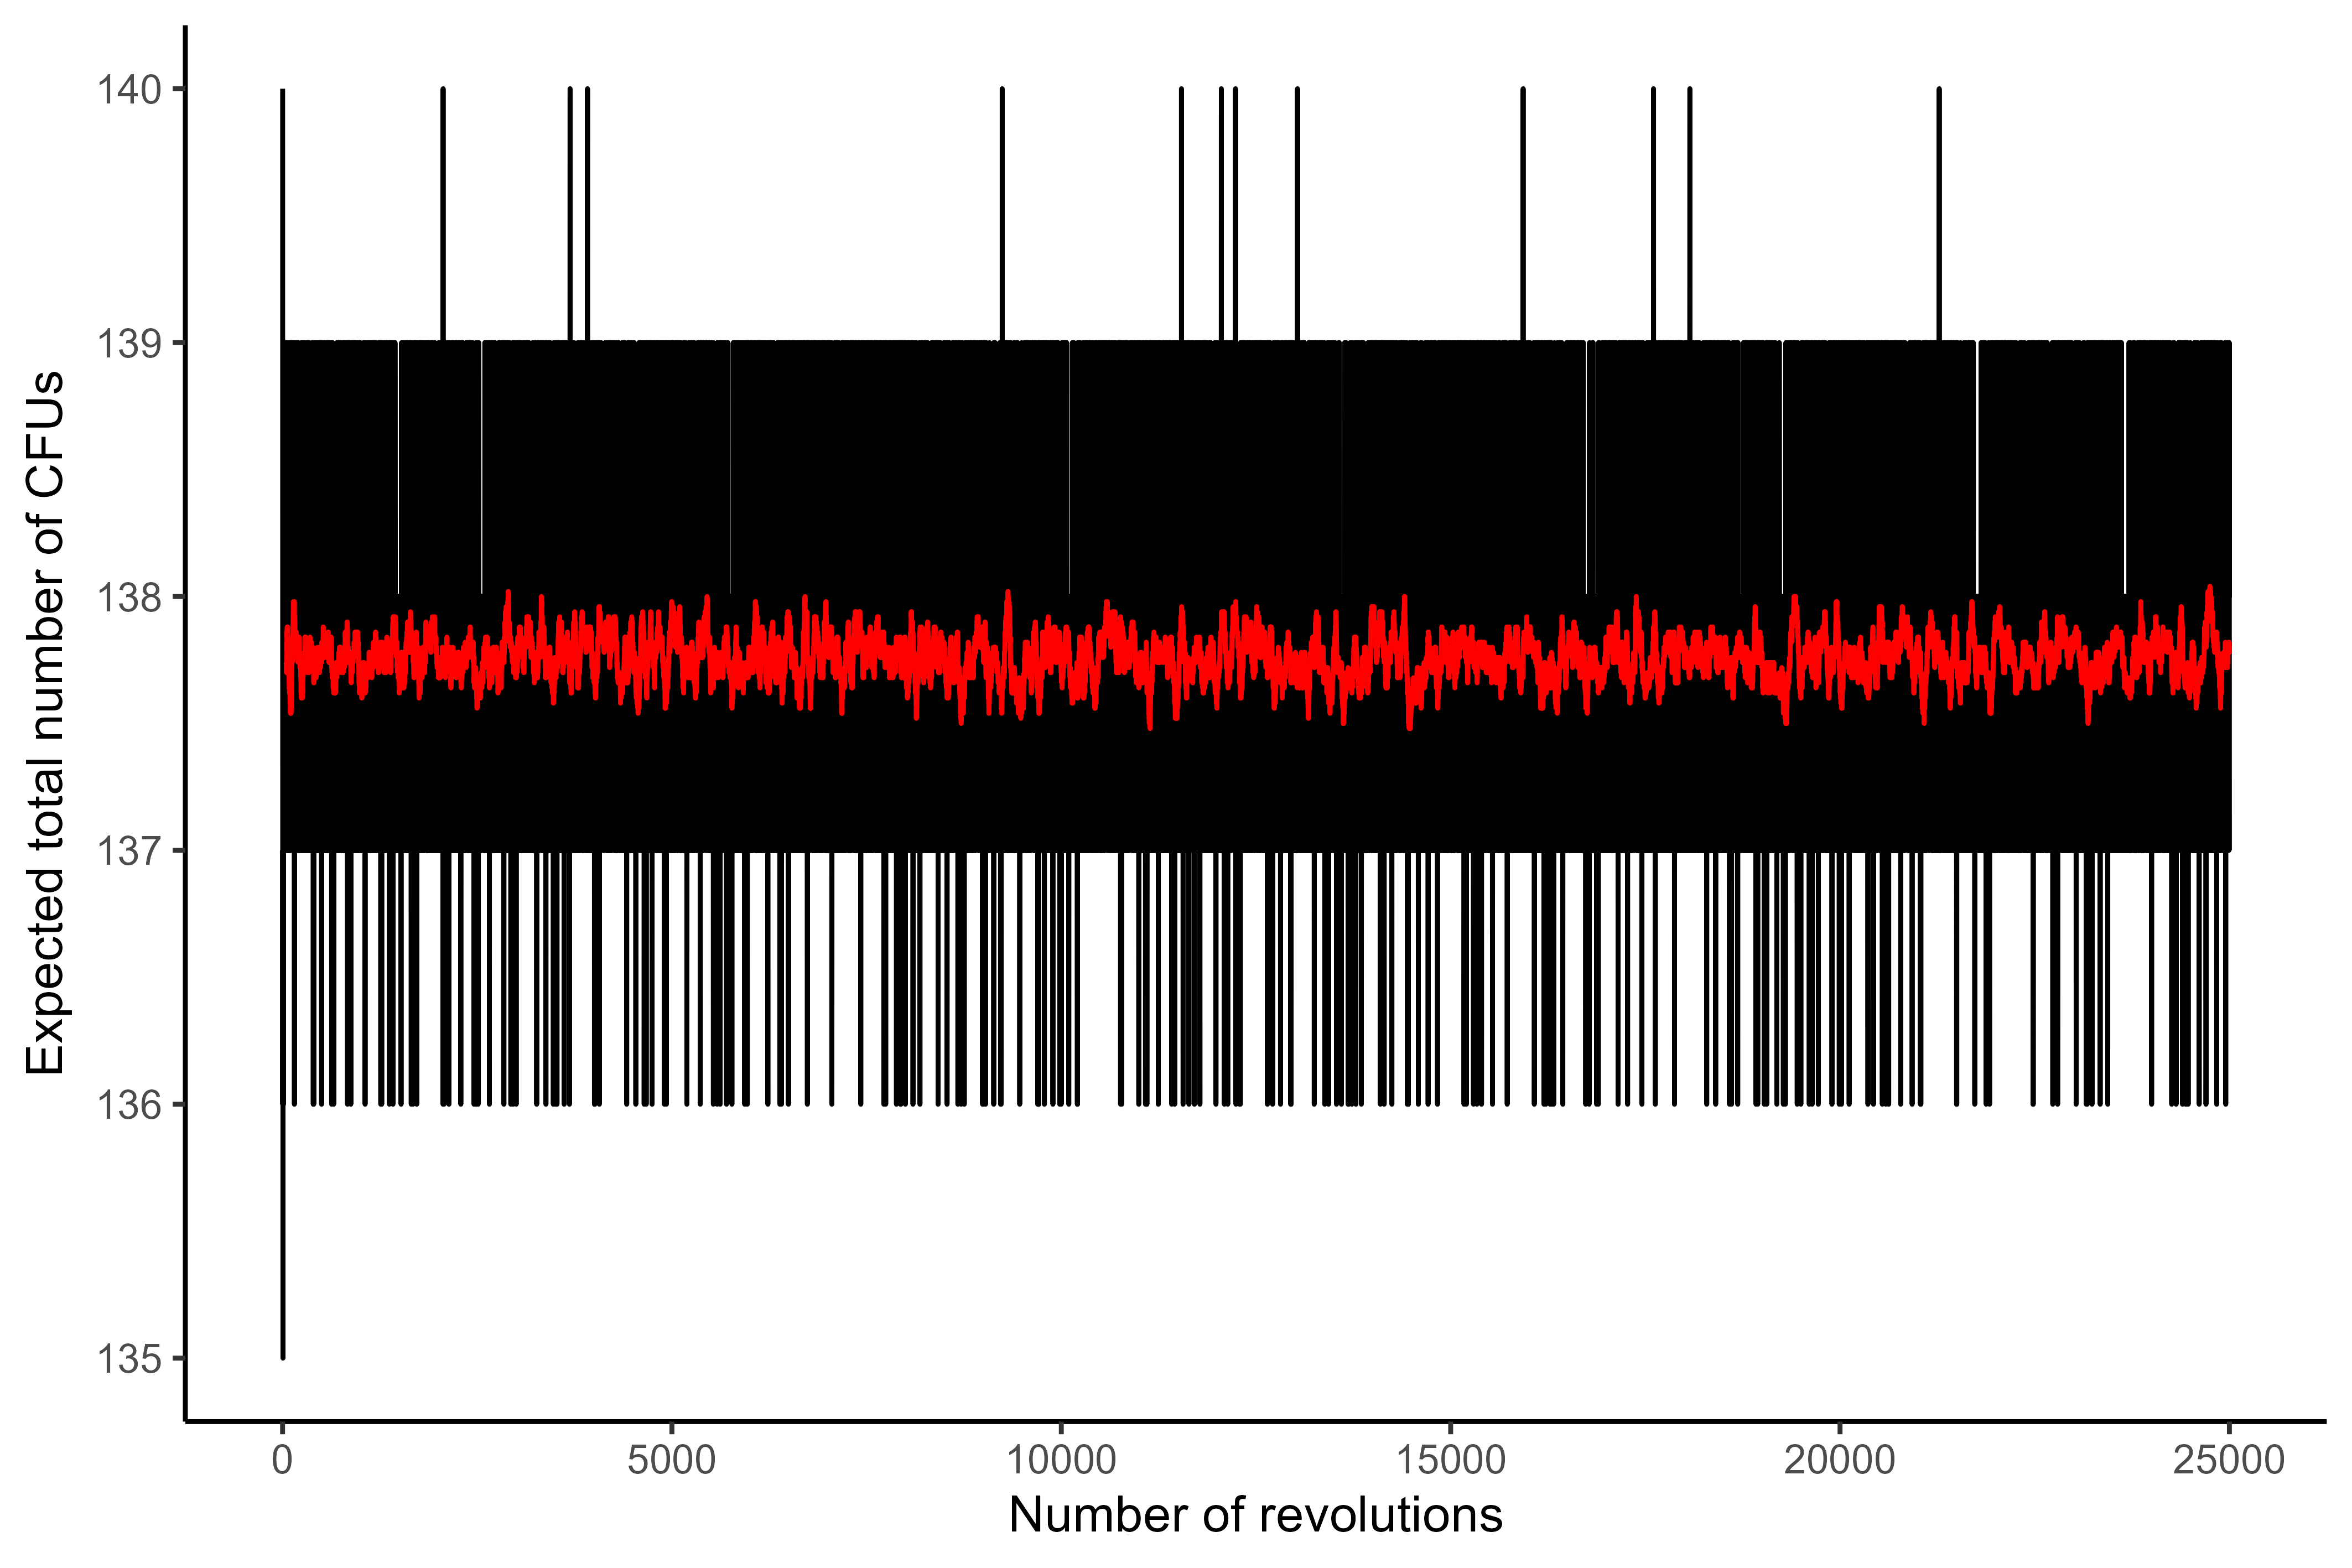 Expected total number of CFUs
140
139
138
137
136
135
0 5000 10000 15000 20000 25000
Number of revolutions